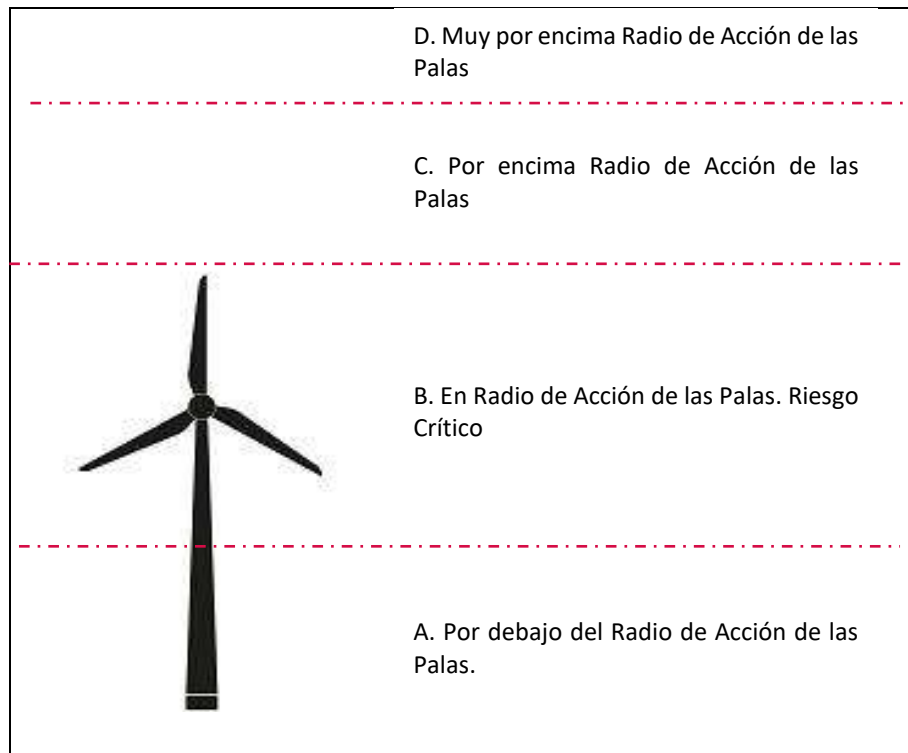 D. Muy por encima Radio de Acción de las
Palas
C. Por encima Radio de Acción de las
Palas
B. En Radio de Acción de las Palas. Riesgo
Crítico
A. Por debajo del Radio de Acción de las
Palas.